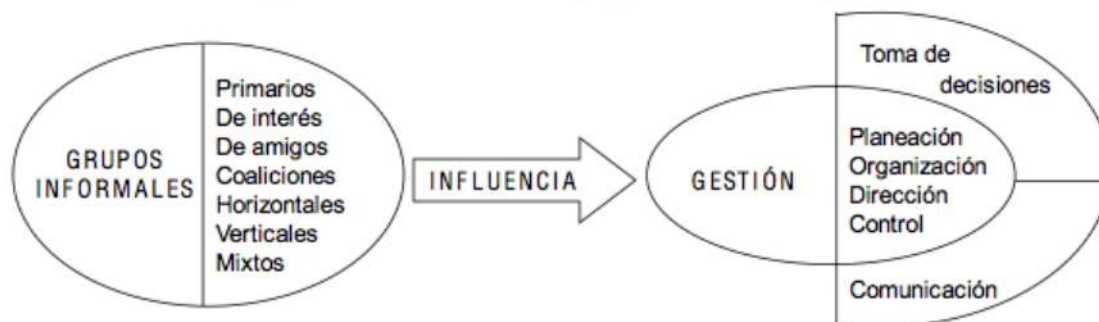 GRUPOS
INFORMALES
Primarios
De interés
De amigos
Coaliciones
Horizontales
Verticales
Mixtos
INFLUENCIA
GESTIÓN
Toma de
decisiones
Planeación
Organización
Dirección
Control
Comunicación